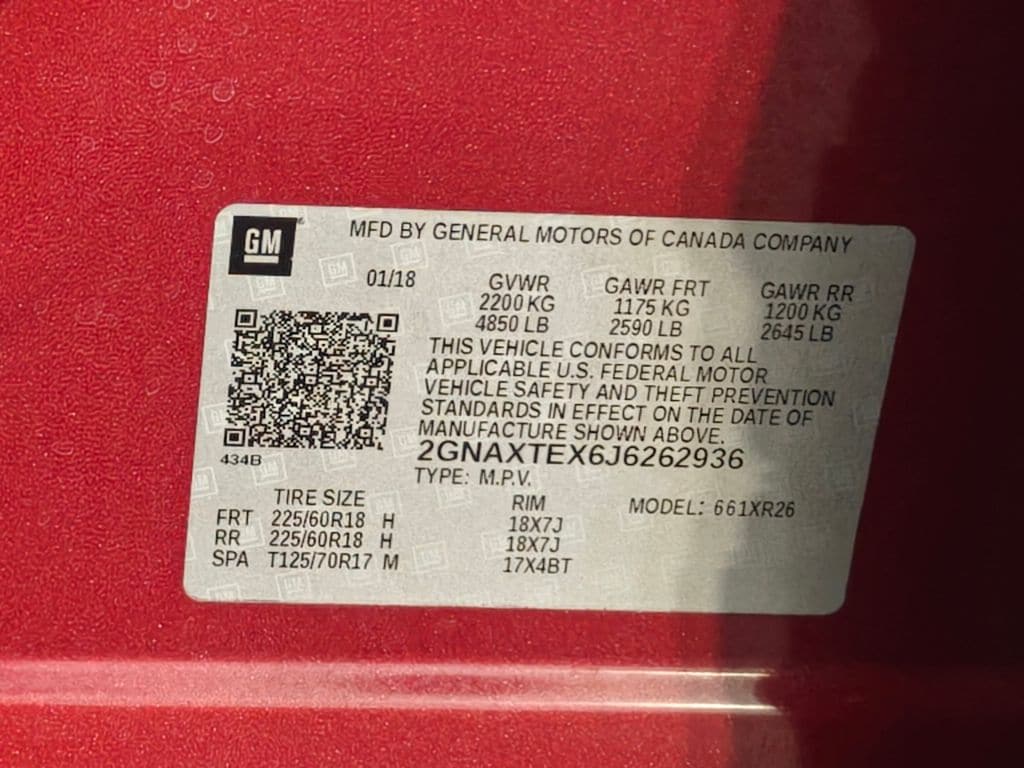 GM
MFD BY GENERAL MOTORS OF CANADA COMPANY
01/18 GVWR GAWR FRT GAWR RR
2200 KG 1175 KG 1200 KG
4850 LB 2590 LB 2645 LB
THIS VEHICLE CONFORMS TO ALL
APPLICABLE U.S. FEDERAL MOTOR
VEHICLE SAFETY AND THEFT PREVENTION
STANDARDS IN EFFECT ON THE DATE OF
MANUFACTURE SHOWN ABOVE.
434B
2GNAXTEX6J6262936
TYPE: M.P.V.
TIRE SIZE RIM MODEL: 661XR26
FRT 225/60R18 H 18X7J
RR 225/60R18 H 18X7J
SPA T125/70R17 M 17X4BT